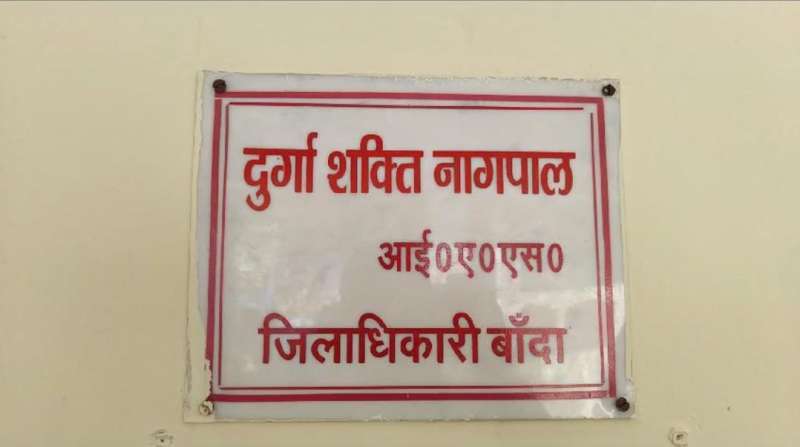 दुर्गा शक्ति नागपाल
आई०ए०एस०
जिलाधिकारी बाँदा